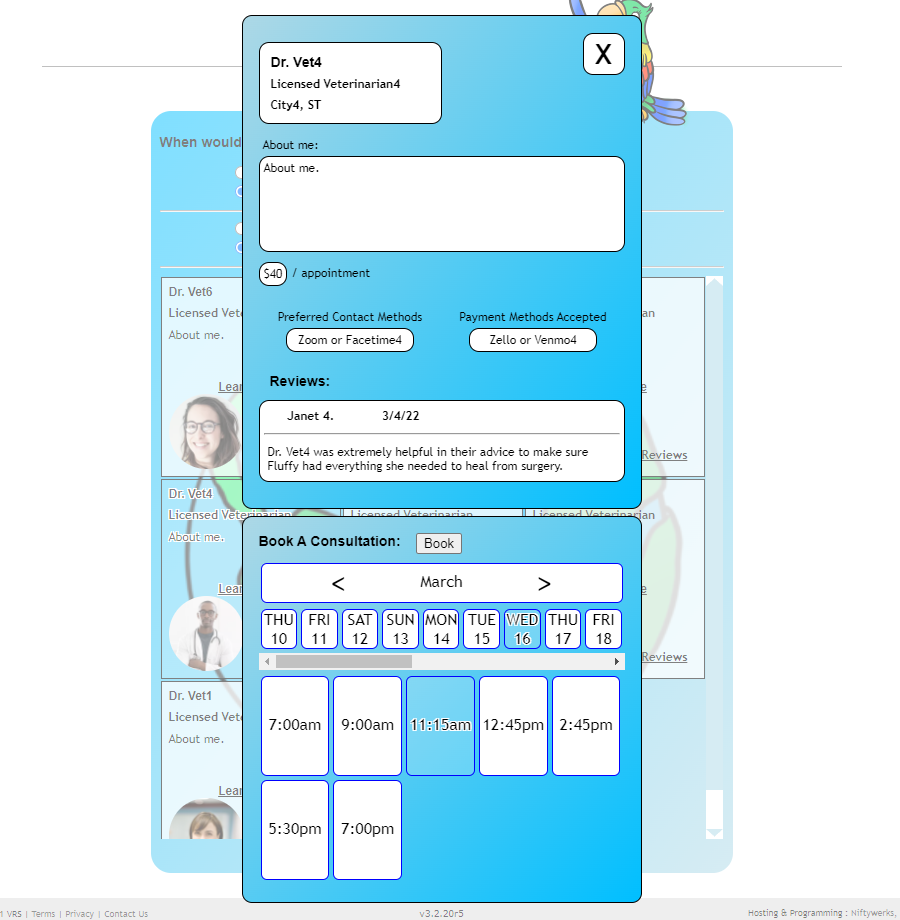 X
Dr. Vet4
Licensed Veterinarian4
City4, ST
About me:
About me.
$40 / appointment
Preferred Contact Methods Payment Methods Accepted
Zoom or Facetime4 Zello or Venmo4
Reviews:
Janet 4. 3/4/22
Dr. Vet4 was extremely helpful in their advice to make sure
Fluffy had everything she needed to heal from surgery.
Book A Consultation: Book
< March >
THU FRI SAT SUN MON TUE WED THU FRI
10 11 12 13 14 15 16 17 18
7:00am 9:00am 11:15am 12:45pm 2:45pm
5:30pm 7:00pm
When would
Dr. Vet6
Licensed Vet
About me.
Lear
Reviews
Dr. Vet4
Licensed Veterinarian Licensed Veterinarian Licensed Veterinarian
About me.
Lear
Reviews
Dr. Vet1
Licensed Vet
About me.
Lear
VRS | Terms | Privacy | Contact Us v3.2.20r5 Hosting & Programming : Niftywerks,